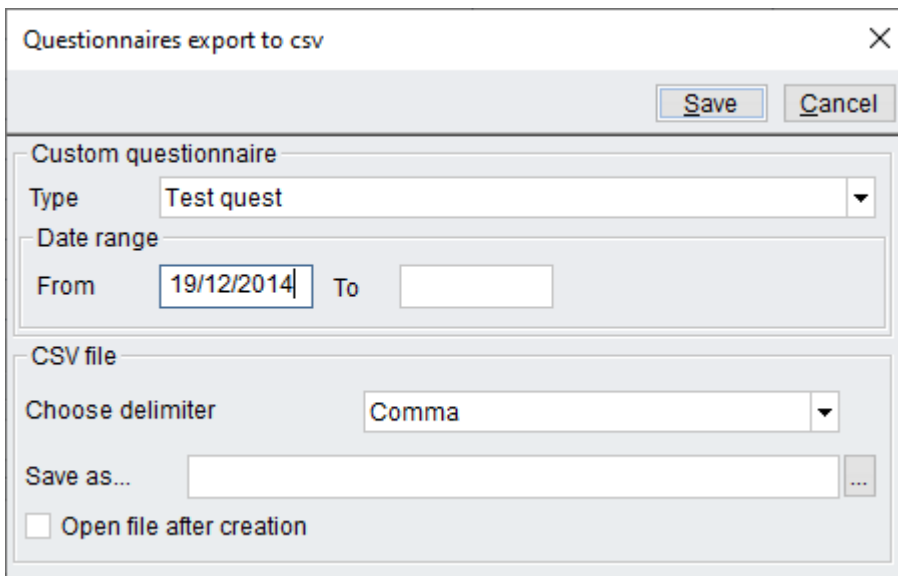 Questionnaires export to csv
Save Cancel
Custom questionnaire
Type Test quest
Date range
From 19/12/2014 To
CSV file
Choose delimiter Comma
Save as... ...
Open file after creation